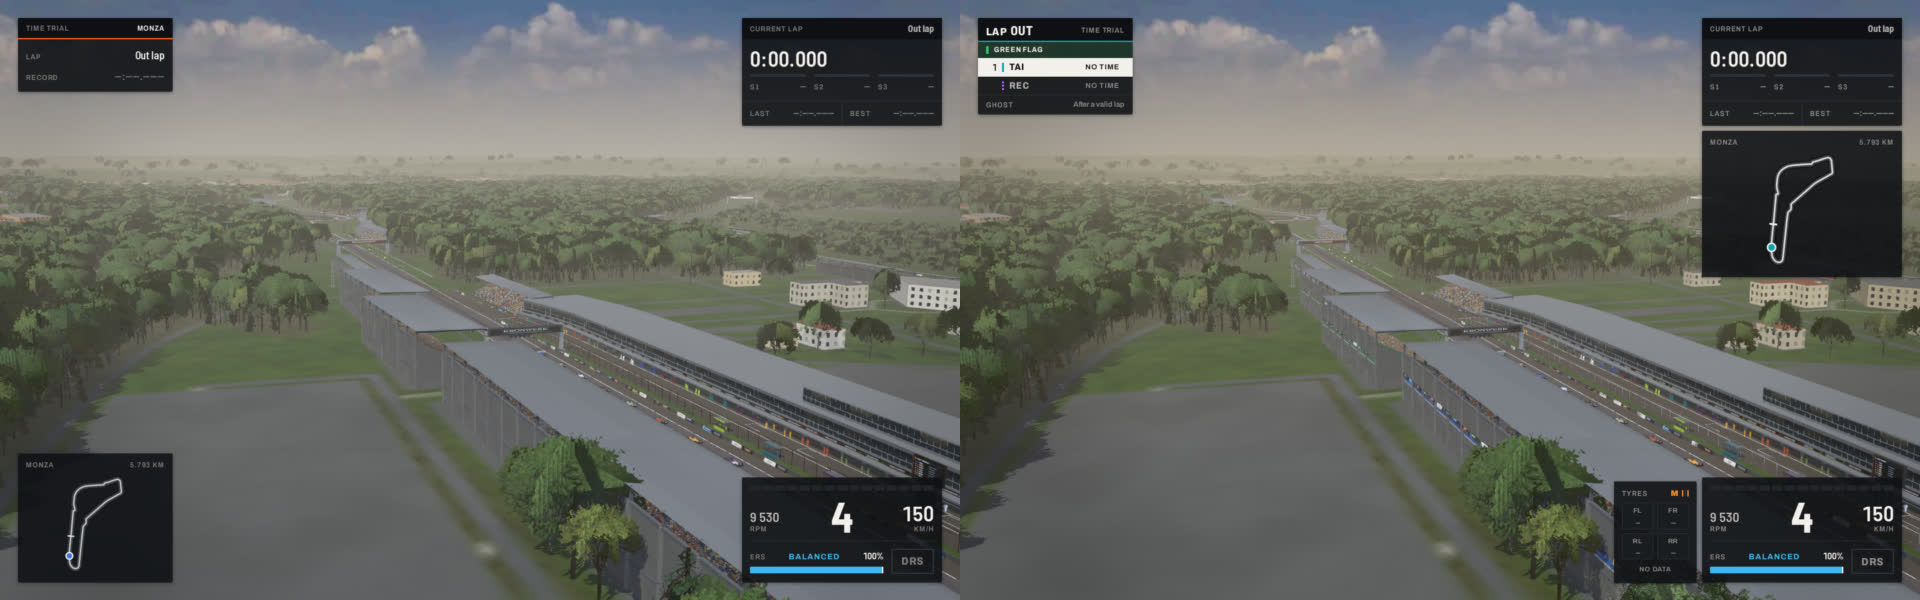 TIME TRIAL MONZA
LAP Out lap
RECORD -:--.---
CURRENT LAP Out lap
0:00.000
S1 – S2 – S3 –
LAST -:--.--- BEST -:--.---
MONZA 5.793 KM
9 530 RPM
4
150 KM/H
ERS BALANCED 100%
DRS
LAP OUT TIME TRIAL
GREEN FLAG
1 TAI NO TIME
REC NO TIME
GHOST After a valid lap
CURRENT LAP Out lap
0:00.000
S1 – S2 – S3 –
LAST -:--.--- BEST -:--.---
MONZA 5.793 KM
TYRES M
FL FR
– –
RL RR
– –
NO DATA
9 530 RPM
4
150 KM/H
ERS BALANCED 100%
DRS